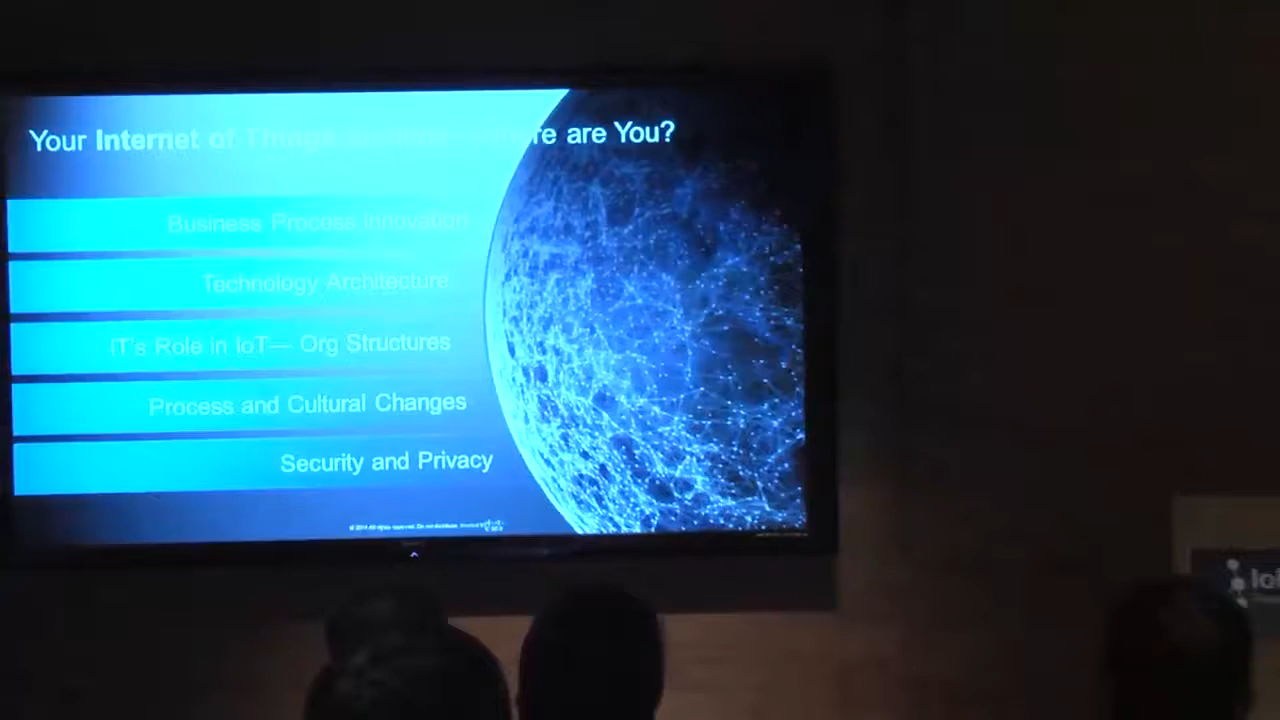 Your Internet of Things are You?
Business Process Innovation
Technology Architecture
IT's Role in IoT— Org Structures
Process and Cultural Changes
Security and Privacy